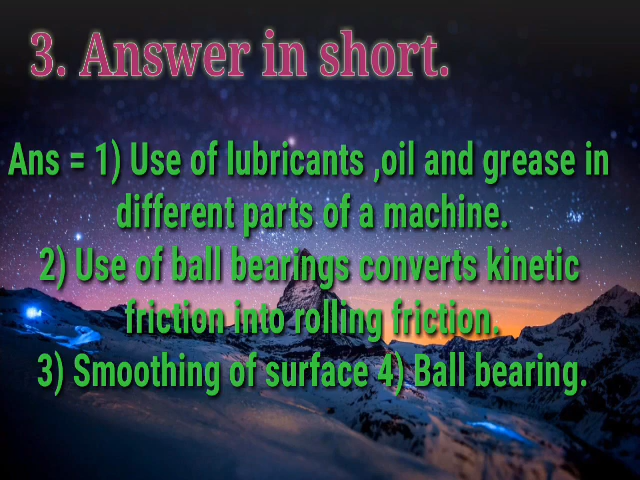 3. Answer in short.
Ans = 1) Use of lubricants ,oil and grease in
different parts of a machine.
2) Use of ball bearings converts kinetic
friction into rolling friction.
3) Smoothing of surface 4) Ball bearing.